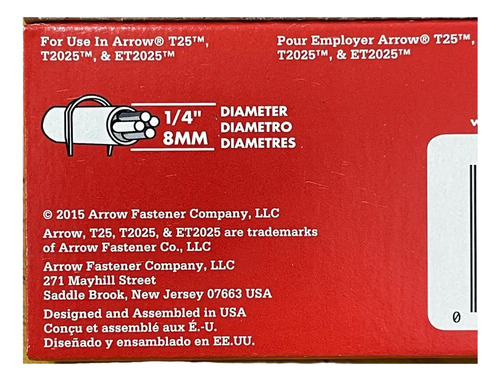 For Use In Arrow® T25™,
T2025™, & ET2025™
Pour Employer Arrow® T25™,
T2025™, & ET2025™
1/4" DIAMETER
DIAMETRO
8MM DIAMETRES
© 2015 Arrow Fastener Company, LLC
Arrow, T25, T2025, & ET2025 are trademarks
of Arrow Fastener Co., LLC
Arrow Fastener Company, LLC
271 Mayhill Street
Saddle Brook, New Jersey 07663 USA
Designed and Assembled in USA
Conçu et assemblé aux É.-U.
Diseñado y ensamblado en EE.UU.
0